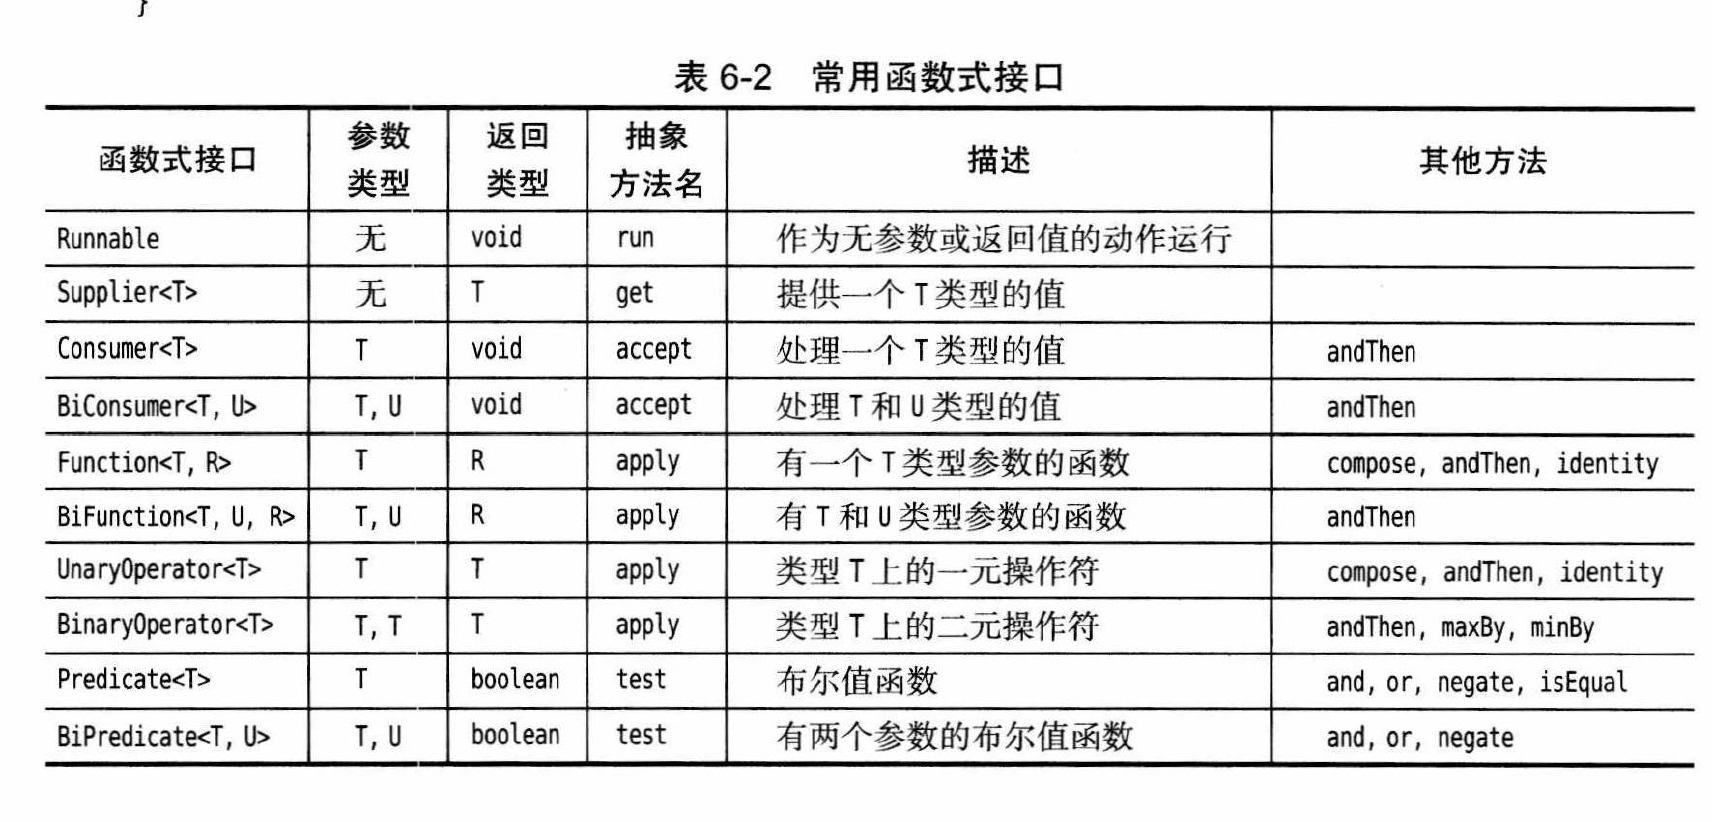 }
表 6-2 常用函数式接口
函数式接口 参数类型 返回类型 抽象方法名 描述 其他方法
Runnable 无 void run 作为无参数或返回值的动作运行
Supplier<T> 无 T get 提供一个 T 类型的值
Consumer<T> T void accept 处理一个 T 类型的值 andThen
BiConsumer<T, U> T, U void accept 处理 T 和 U 类型的值 andThen
Function<T, R> T R apply 有一个 T 类型参数的函数 compose, andThen, identity
BiFunction<T, U, R> T, U R apply 有 T 和 U 类型参数的函数 andThen
UnaryOperator<T> T T apply 类型 T 上的一元操作符 compose, andThen, identity
BinaryOperator<T> T, T T apply 类型 T 上的二元操作符 andThen, maxBy, minBy
Predicate<T> T boolean test 布尔值函数 and, or, negate, isEqual
BiPredicate<T, U> T, U boolean test 有两个参数的布尔值函数 and, or, negate